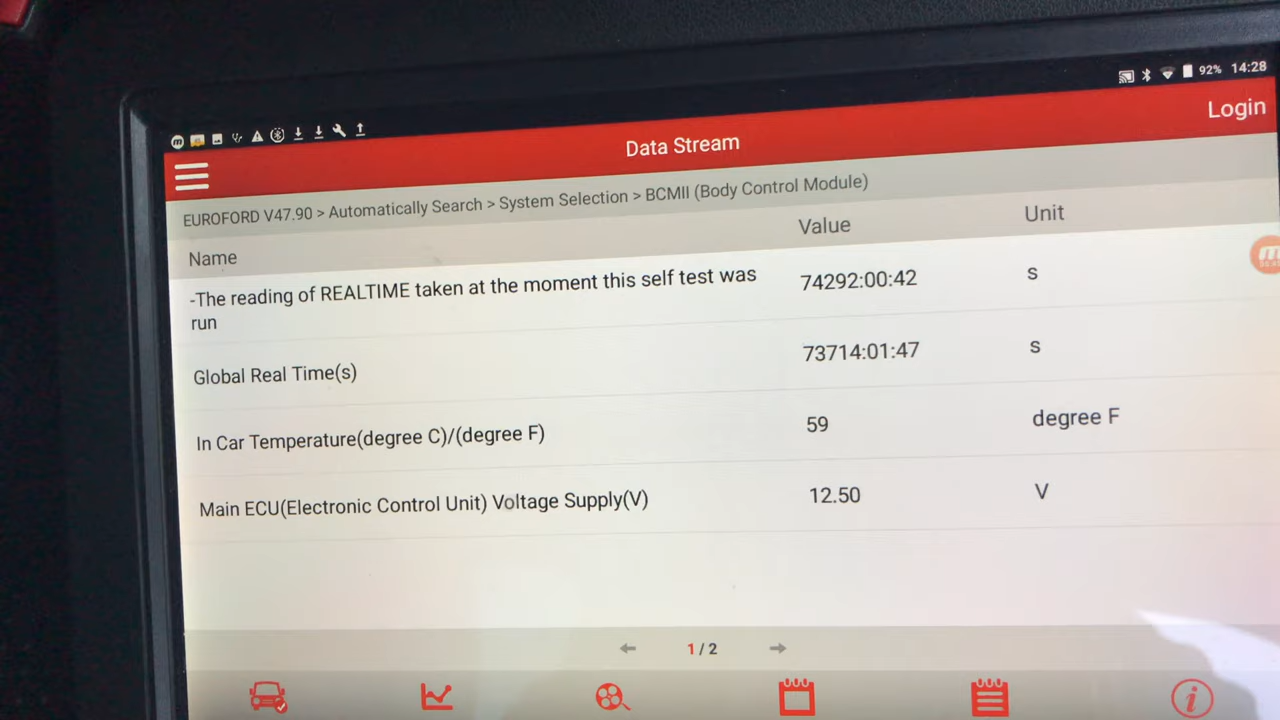 92% 14:28
Data Stream
Login
EUROFORD V47.90 > Automatically Search > System Selection > BCMII (Body Control Module)
Name Value Unit
-The reading of REALTIME taken at the moment this self test was
run
74292:00:42 s
Global Real Time(s) 73714:01:47 s
In Car Temperature(degree C)/(degree F) 59 degree F
Main ECU(Electronic Control Unit) Voltage Supply(V) 12.50 V
1 / 2